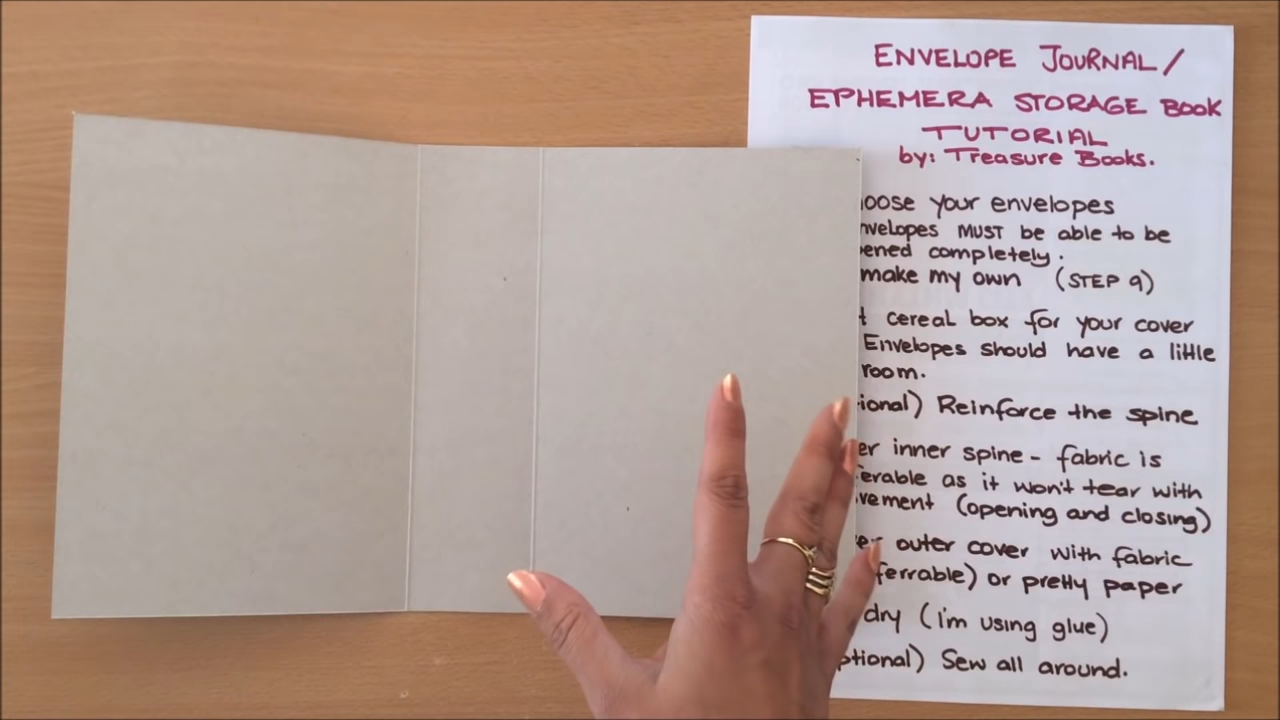 ENVELOPE JOURNAL /
EPHEMERA STORAGE BOOK
TUTORIAL
by: Treasure Books.
oose your envelopes
nvelopes MUST be able to be
ened completely.
make my own (STEP 9)
t cereal box for your cover
Envelopes should have a little
room.
ional) Reinforce the spine
er inner spine - fabric is
erable as it won't tear with
vement (opening and closing)
er outer cover with fabric
ferrable) or pretty paper
dry (i'm using glue)
ptional) Sew all around.